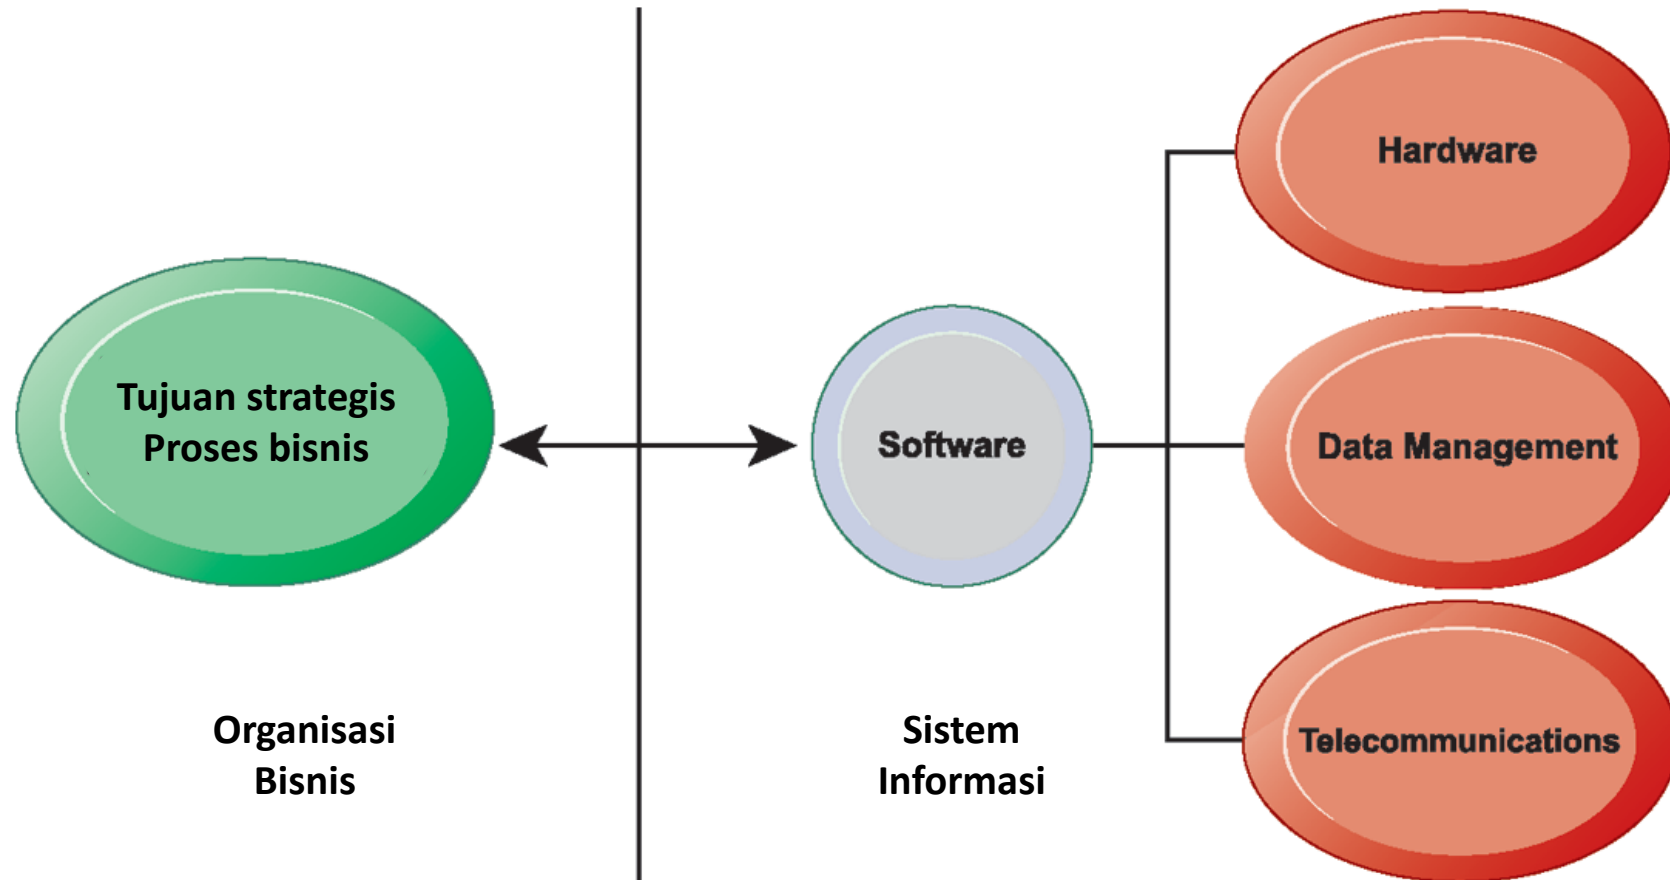 Tujuan strategis
Proses bisnis
Organisasi
Bisnis
Software
Sistem
Informasi
Hardware
Data Management
Telecommunications